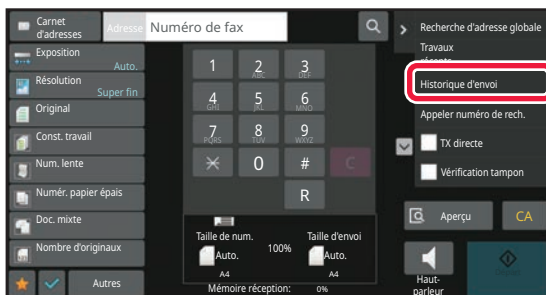 Carnet
d'adresses
Adresse
Numéro de fax
Recherche d'adresse globale
Travaux
récents
Historique d'envoi
Appeler numéro de rech.
TX directe
Vérification tampon
Aperçu
CA
Haut-
parleur
Exposition
Auto.
Résolution
Super fin
Original
Const. travail
Num. lente
Numér. papier
épais
Doc. mixte
Nombre d'originaux
Autres
1
2
ABC
3
DEF
4
GHI
5
JKL
6
MNO
7
PQRS
8
TUV
9
WXYZ
0
#
C
R
Taille de num.
100%
Taille d'envoi
Auto.
Auto.
A4
A4
Mémoire réception: 0%